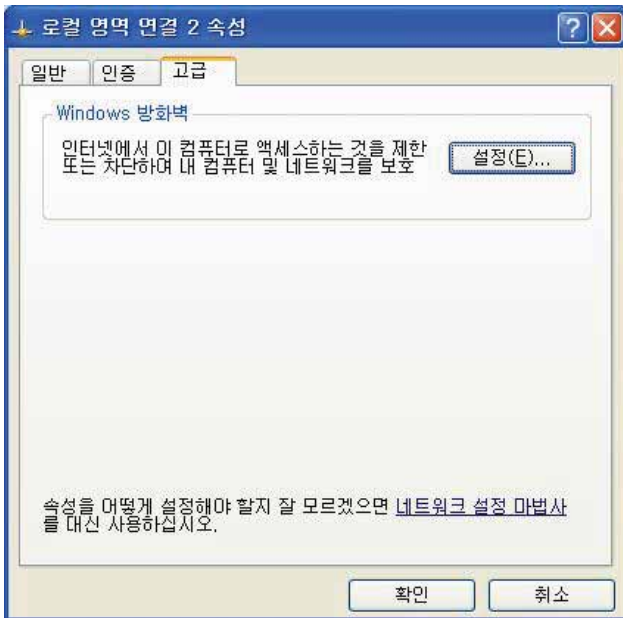 로컬 영역 연결 2 속성
일반 인증 고급
Windows 방화벽
인터넷에서 이 컴퓨터로 액세스하는 것을 제한
또는 차단하여 내 컴퓨터 및 네트워크를 보호
설정(E)...
속성을 어떻게 설정해야 할지 잘 모르겠으면 네트워크 설정 마법사
를 대신 사용하십시오.
확인 취소